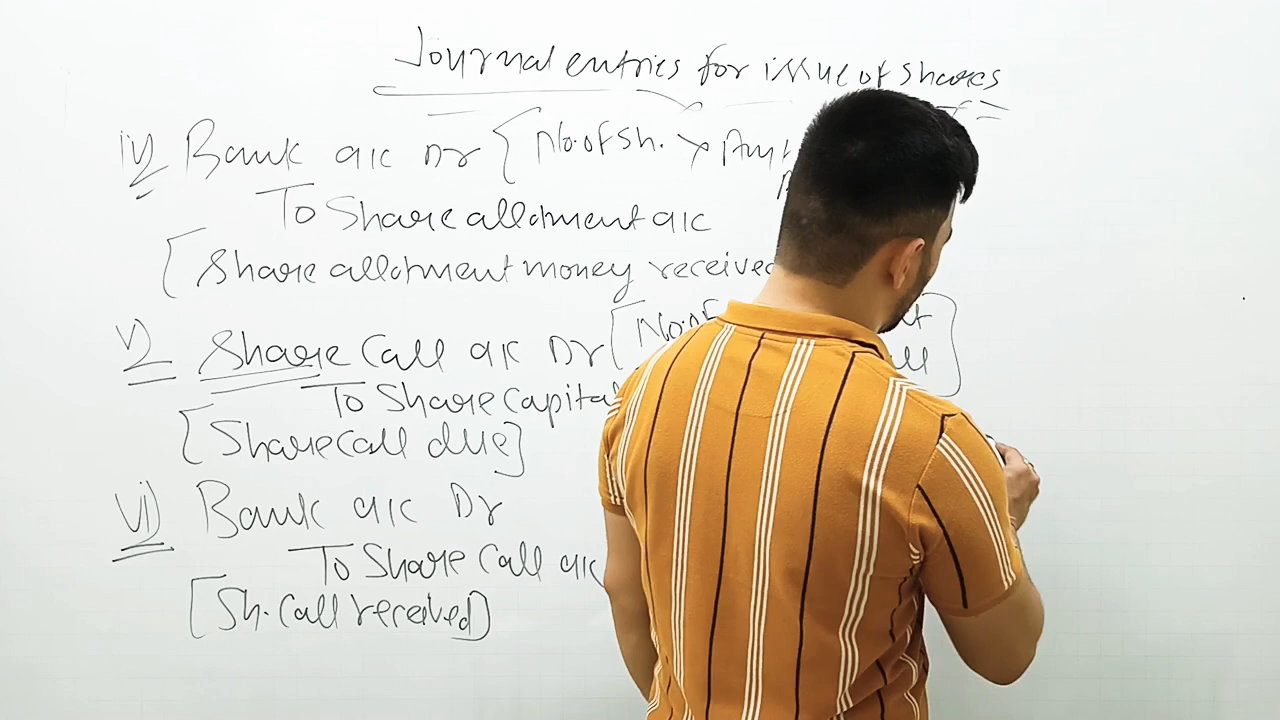 Journal entries for issue of shares
iv) Bank a/c Dr { No. of sh. x Amt
To Share allotment a/c
[Share allotment money received
v) Share call a/c Dr [No. of
To Share capital
[Share call due]
vi) Bank a/c Dr
To Share call a/c
[Sh. call received]